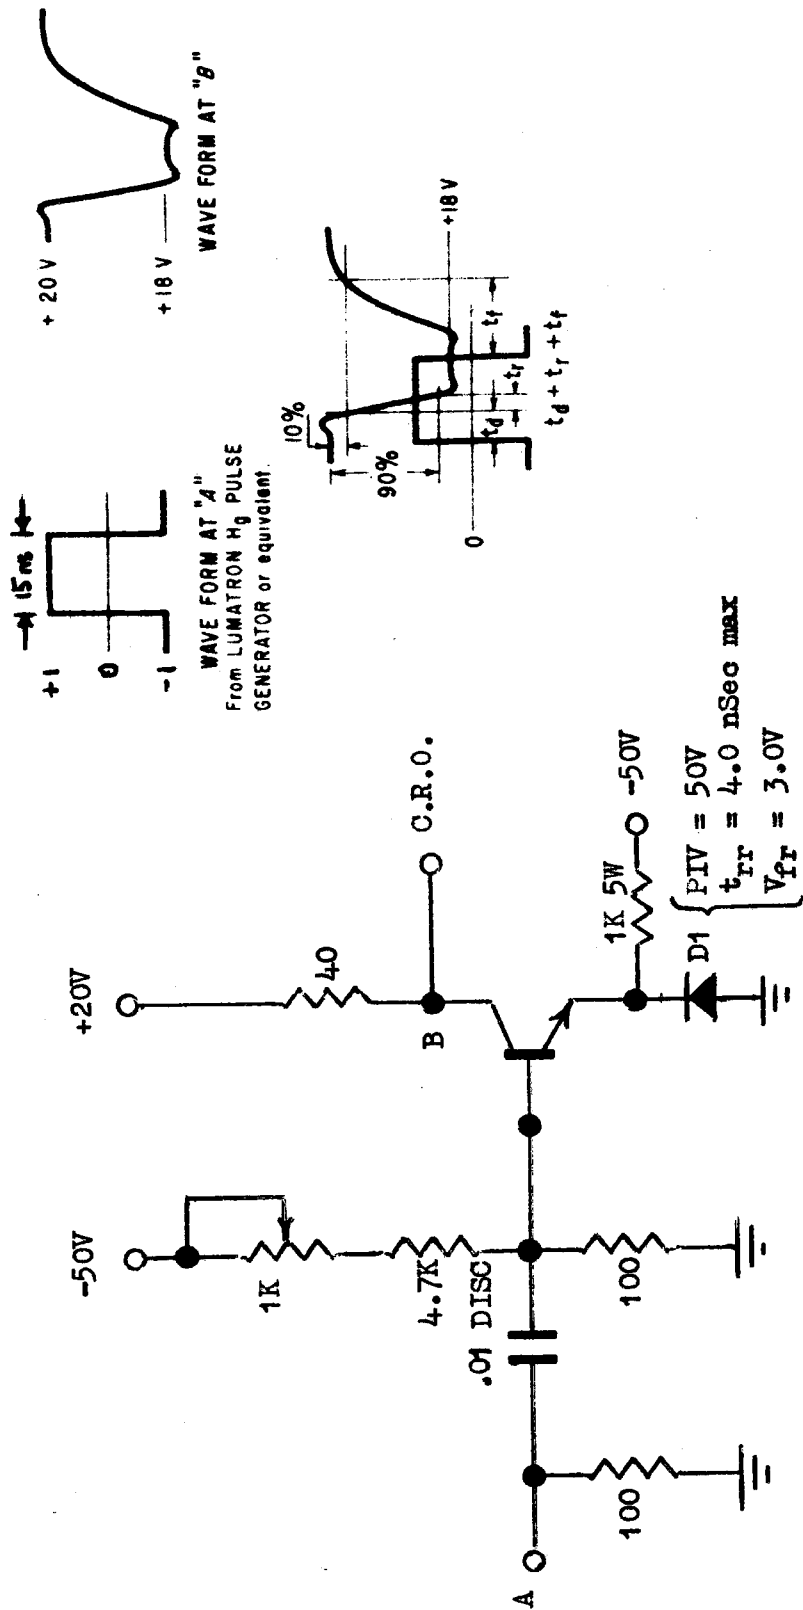 +1
0
-1
15 ns
WAVE FORM AT "A"
From LUMATRON Hg PULSE
GENERATOR or equivalent.
+20 V
+18 V
WAVE FORM AT "B"
10%
90%
0
td
tr
tf
+18 V
td + tr + tf
-50V
+20V
1K
40
4.7K
B
C.R.O.
.01 DISC
A
100
100
1K 5W
-50V
D1
PIV = 50V
trr = 4.0 nSec max
Vfr = 3.0V